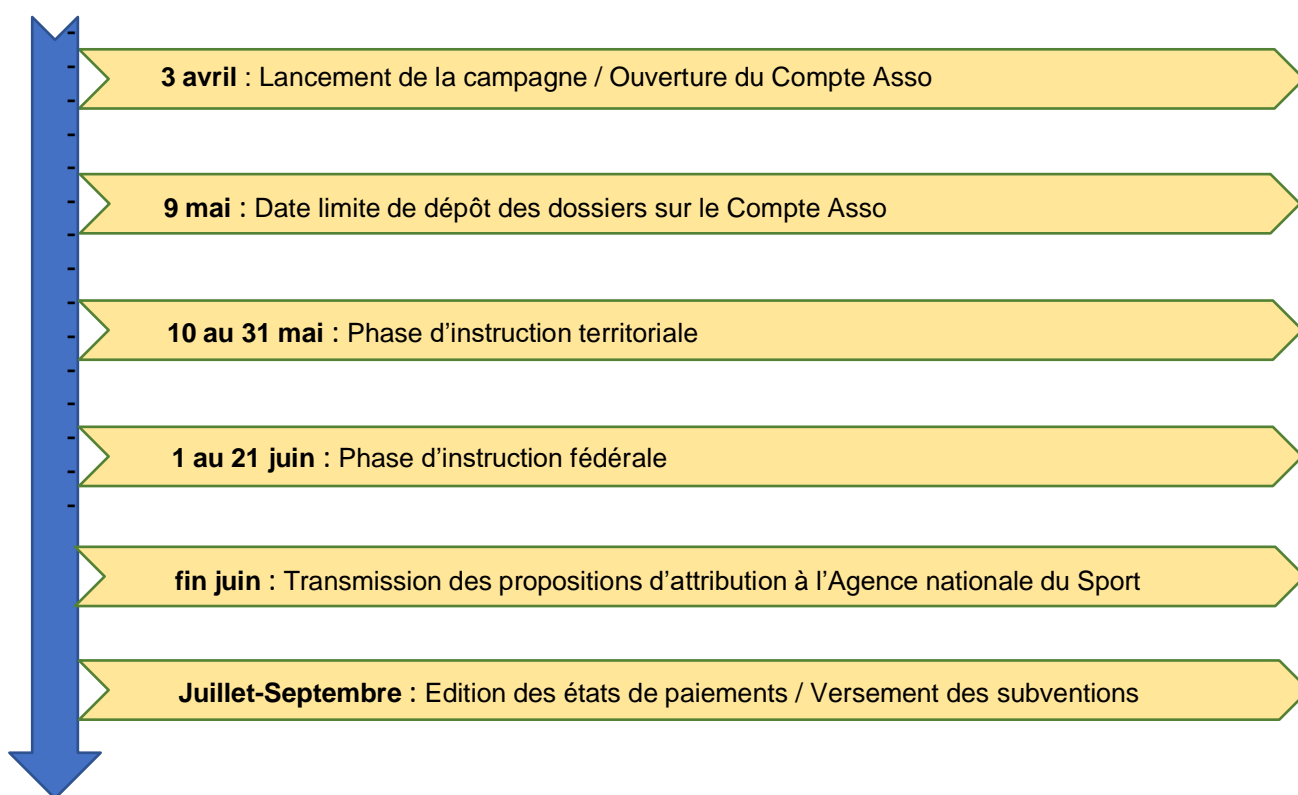 3 avril : Lancement de la campagne / Ouverture du Compte Asso
9 mai : Date limite de dépôt des dossiers sur le Compte Asso
10 au 31 mai : Phase d’instruction territoriale
1 au 21 juin : Phase d’instruction fédérale
fin juin : Transmission des propositions d’attribution à l’Agence nationale du Sport
Juillet-Septembre : Edition des états de paiements / Versement des subventions